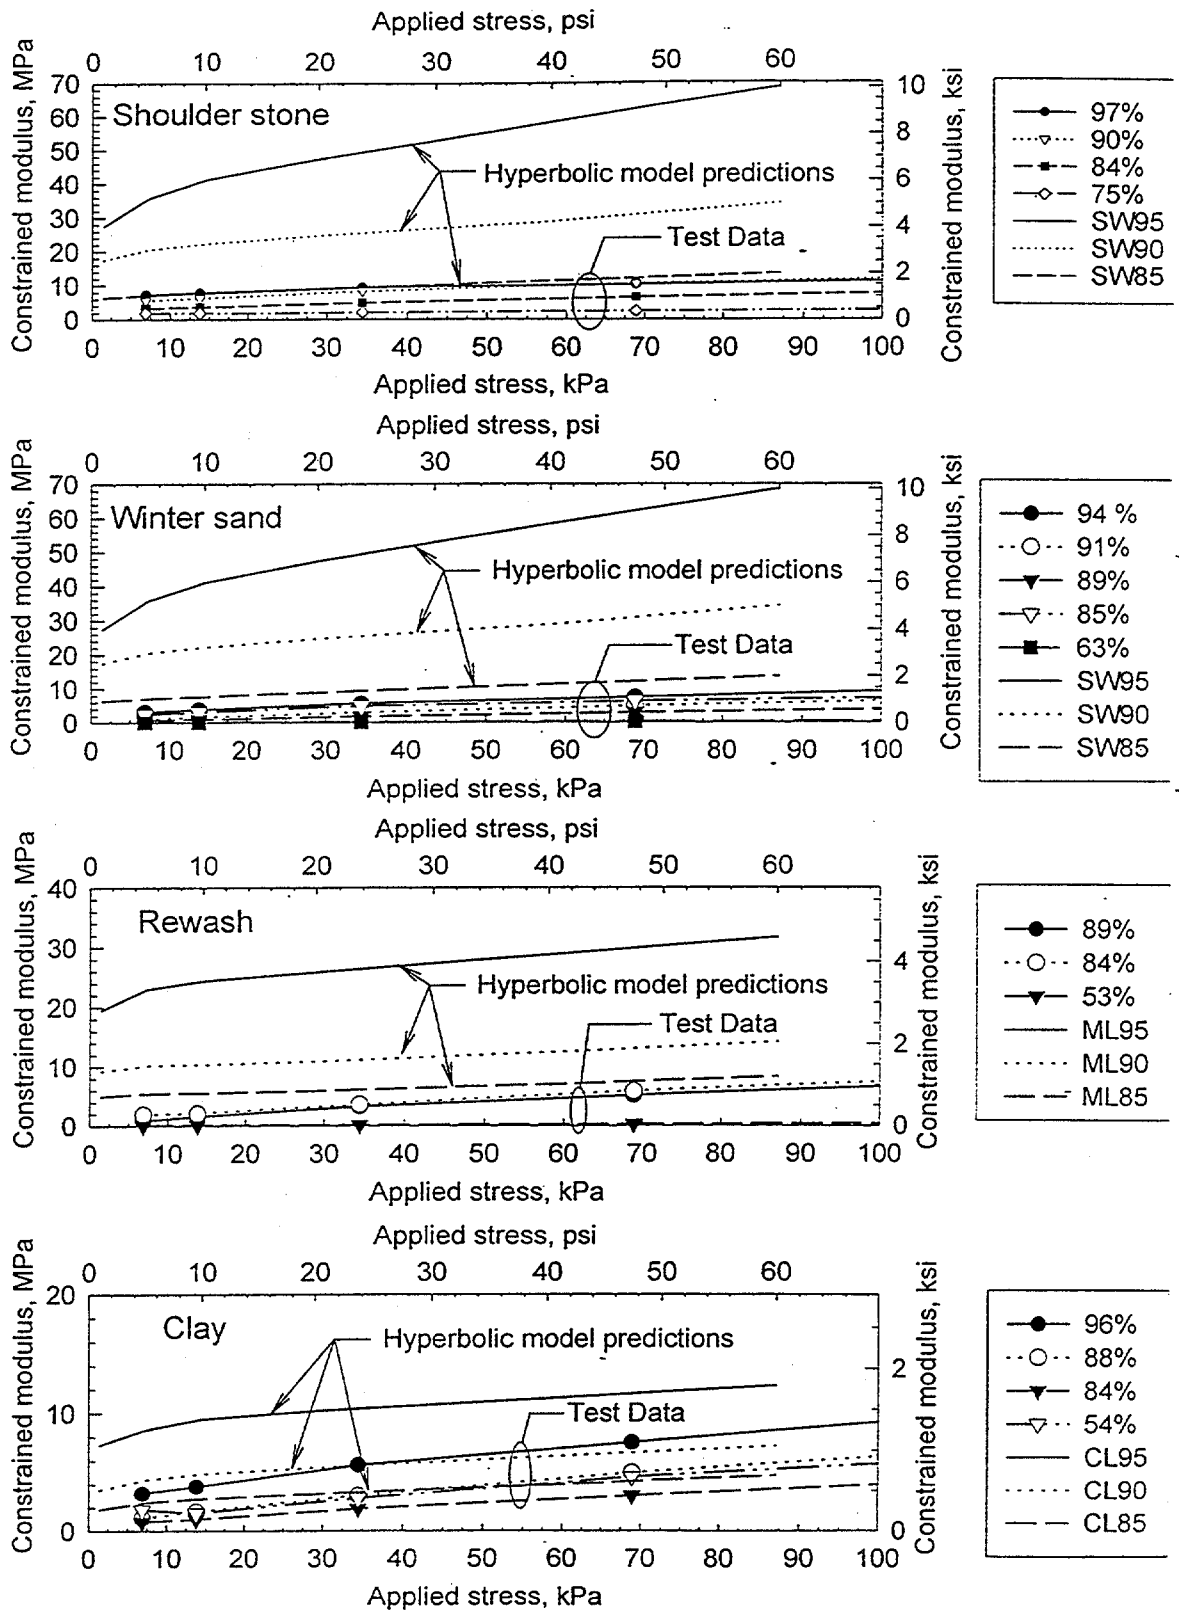 Applied stress, psi
0 10 20 30 40 50 60
Constrained modulus, MPa
70
60
50
40
30
20
10
0
Shoulder stone
Hyperbolic model predictions
Test Data
10
8
6
4
2
0
Constrained modulus, ksi
0 10 20 30 40 50 60 70 80 90 100
Applied stress, kPa
97%
90%
84%
75%
SW95
SW90
SW85
Applied stress, psi
0 10 20 30 40 50 60
Constrained modulus, MPa
70
60
50
40
30
20
10
0
Winter sand
Hyperbolic model predictions
Test Data
10
8
6
4
2
0
Constrained modulus, ksi
0 10 20 30 40 50 60 70 80 90 100
Applied stress, kPa
94 %
91%
89%
85%
63%
SW95
SW90
SW85
Applied stress, psi
0 10 20 30 40 50 60
Constrained modulus, MPa
40
30
20
10
0
Rewash
Hyperbolic model predictions
Test Data
4
2
0
Constrained modulus, ksi
0 10 20 30 40 50 60 70 80 90 100
Applied stress, kPa
89%
84%
53%
ML95
ML90
ML85
Applied stress, psi
0 10 20 30 40 50 60
Constrained modulus, MPa
20
10
0
Clay
Hyperbolic model predictions
Test Data
2
0
Constrained modulus, ksi
0 10 20 30 40 50 60 70 80 90 100
Applied stress, kPa
96%
88%
84%
54%
CL95
CL90
CL85